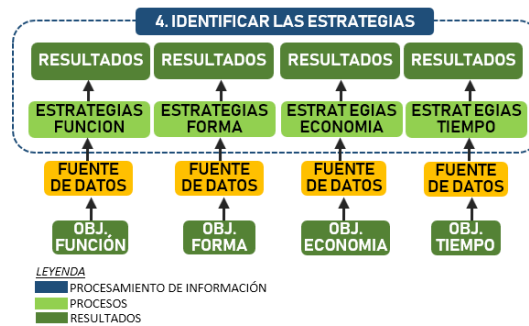 4. IDENTIFICAR LAS ESTRATEGIAS
RESULTADOS RESULTADOS RESULTADOS RESULTADOS
ESTRATEGIAS ESTRATEGIAS ESTRATEGIAS ESTRATEGIAS
FUNCION FORMA ECONOMIA TIEMPO
FUENTE FUENTE FUENTE FUENTE
DE DATOS DE DATOS DE DATOS DE DATOS
OBJ. OBJ. OBJ. OBJ.
FUNCIÓN FORMA ECONOMIA TIEMPO
LEYENDA
PROCESAMIENTO DE INFORMACIÓN
PROCESOS
RESULTADOS